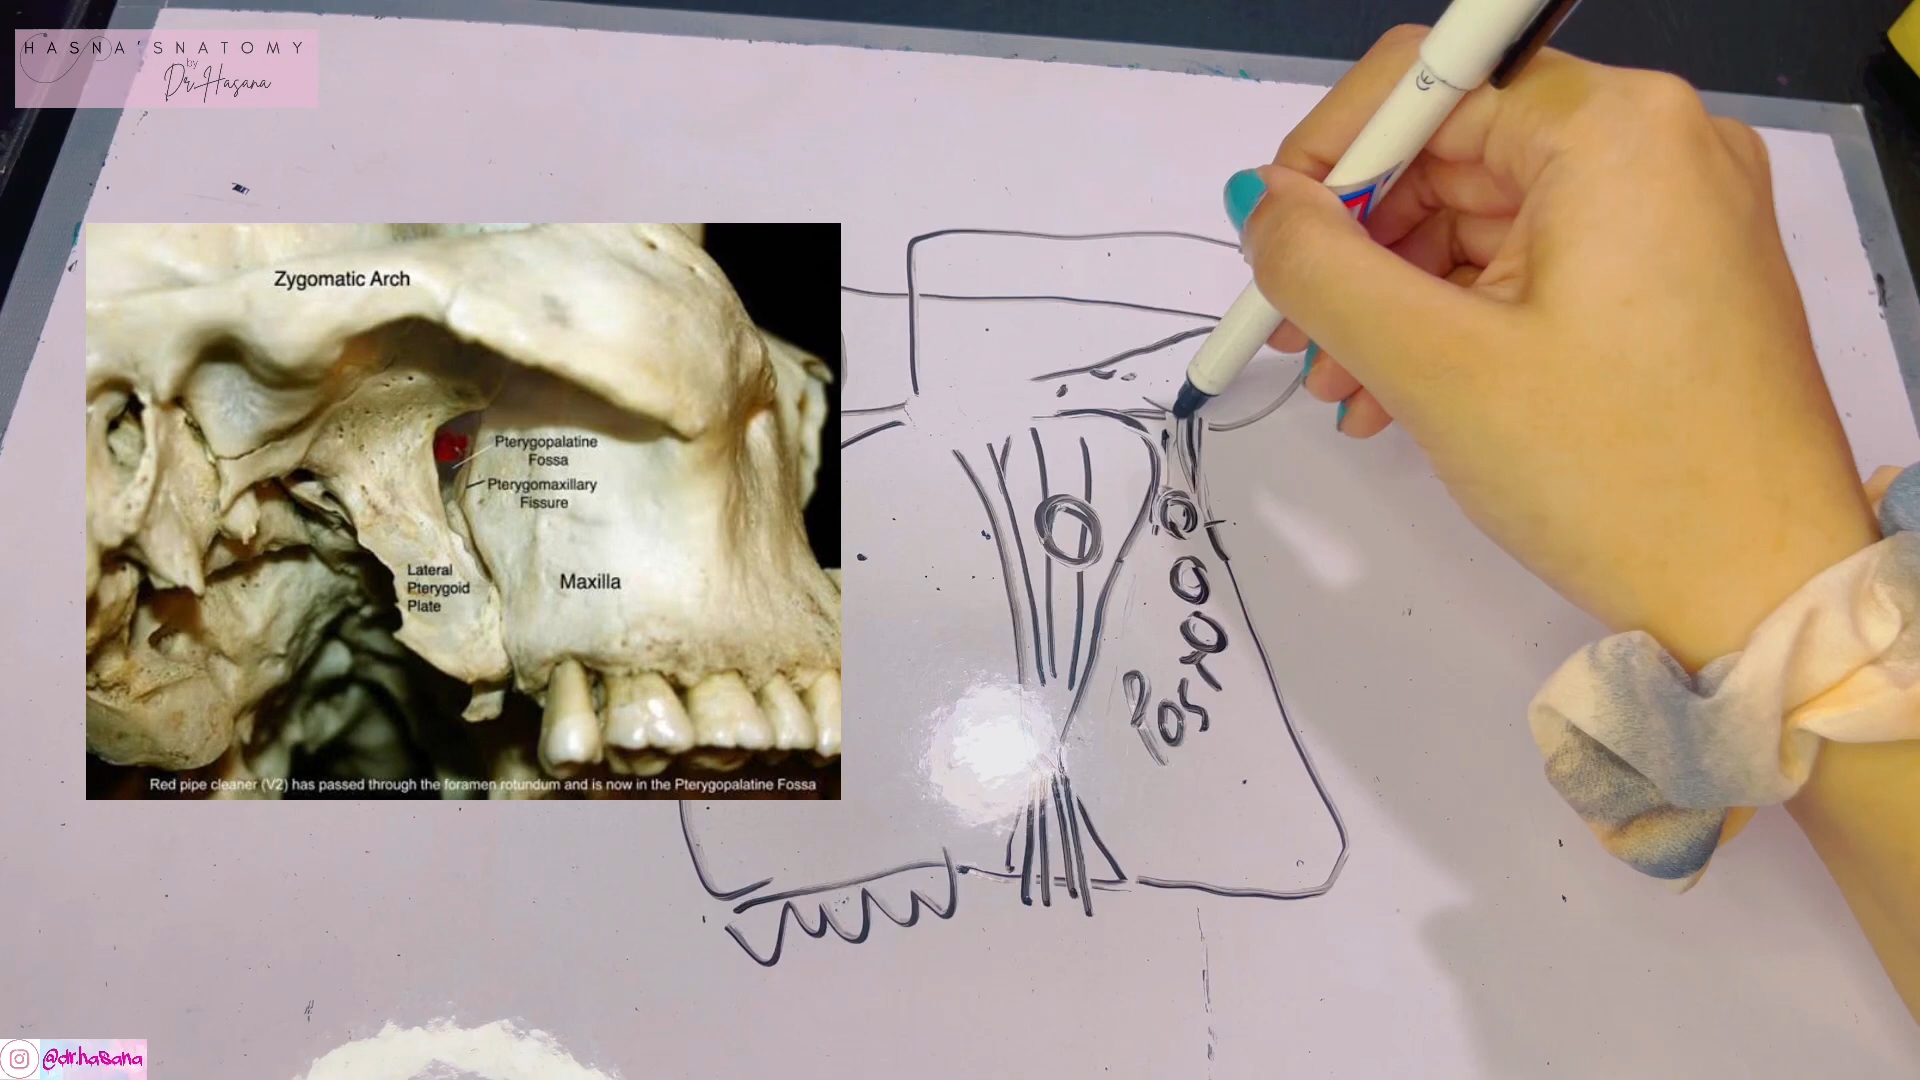 HASNA'SNATOMY
by
Dr.Hasana
Zygomatic Arch
Pterygopalatine
Fossa
Pterygomaxillary
Fissure
Lateral
Pterygoid
Plate
Maxilla
Red pipe cleaner (V2) has passed through the foramen rotundum and is now in the Pterygopalatine Fossa
Post
@dr.hasana